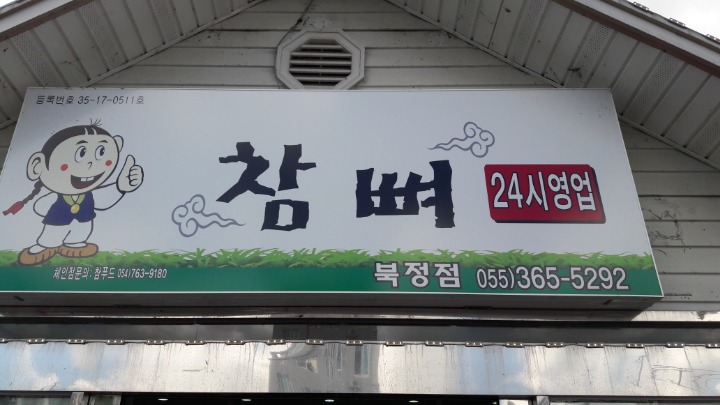 등록번호 35-17-0511호
참뼈
24시영업
체인점문의: 참푸드 054)763-9180
북정점 055)365-5292